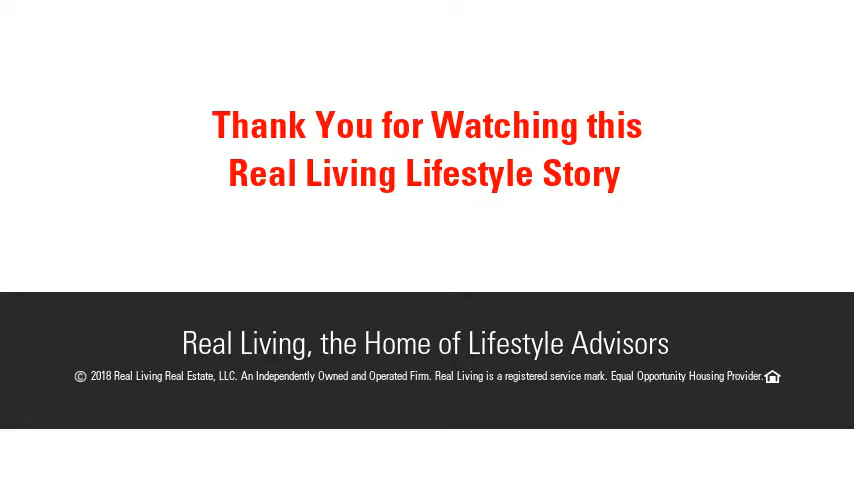 Thank You for Watching this
Real Living Lifestyle Story
Real Living, the Home of Lifestyle Advisors
© 2018 Real Living Real Estate, LLC. An Independently Owned and Operated Firm. Real Living is a registered service mark. Equal Opportunity Housing Provider.